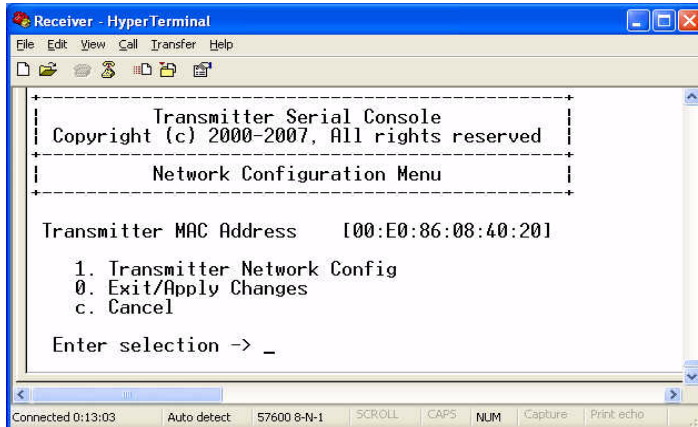 Receiver - HyperTerminal
File Edit View Call Transfer Help
Transmitter Serial Console
Copyright (c) 2000-2007, All rights reserved
Network Configuration Menu
Transmitter MAC Address [00:E0:86:08:40:20]
1. Transmitter Network Config
0. Exit/Apply Changes
c. Cancel
Enter selection -> _
Connected 0:13:03 Auto detect 57600 8-N-1 SCROLL CAPS NUM Capture Print echo